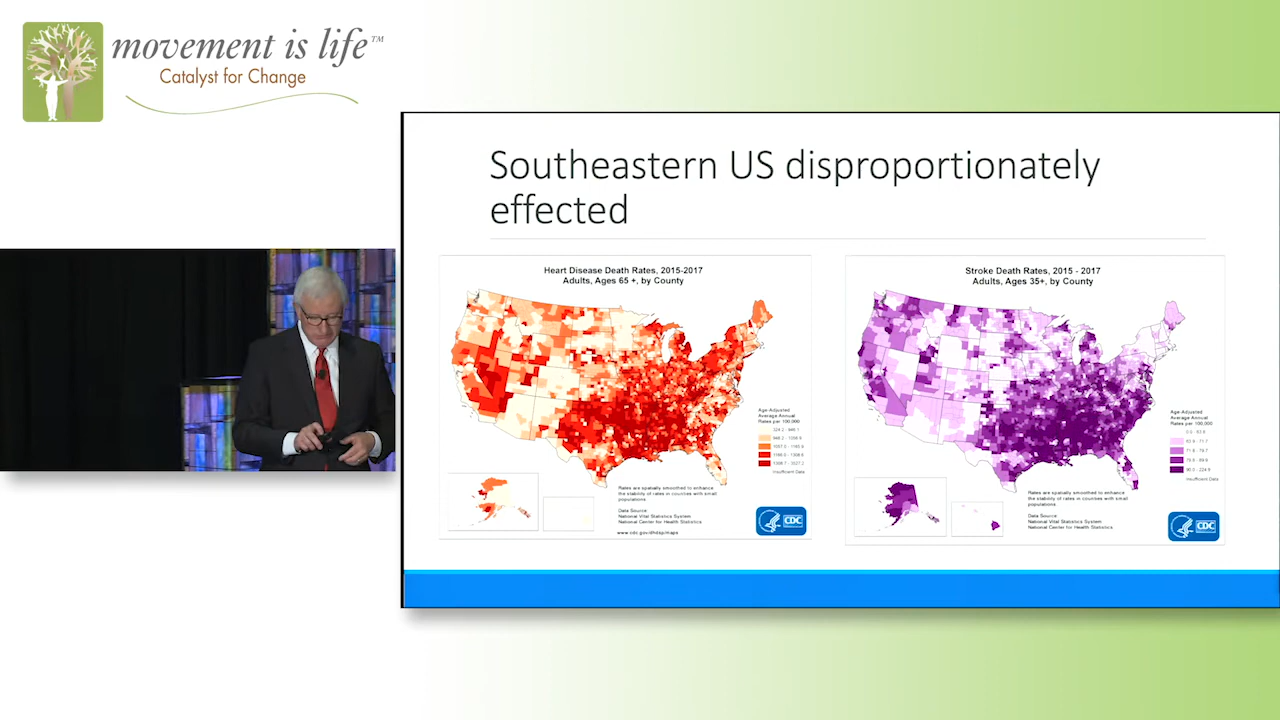 movement is life™
Catalyst for Change
Southeastern US disproportionately
effected
Heart Disease Death Rates, 2015-2017
Adults, Ages 65 +, by County
Age-Adjusted
Average Annual
Rates per 100,000
Insufficient Data
Rates are spatially smoothed to enhance
the stability of rates in counties with small
populations
Data Source:
National Vital Statistics System
National Center for Health Statistics
www.cdc.gov/dhdsp/maps
CDC
Stroke Death Rates, 2015 - 2017
Adults, Ages 35+, by County
Age-Adjusted
Average Annual
Rates per 100,000
Insufficient Data
Rates are spatially smoothed to enhance
the stability of rates in counties with small
populations
Data Source:
National Vital Statistics System
National Center for Health Statistics
CDC